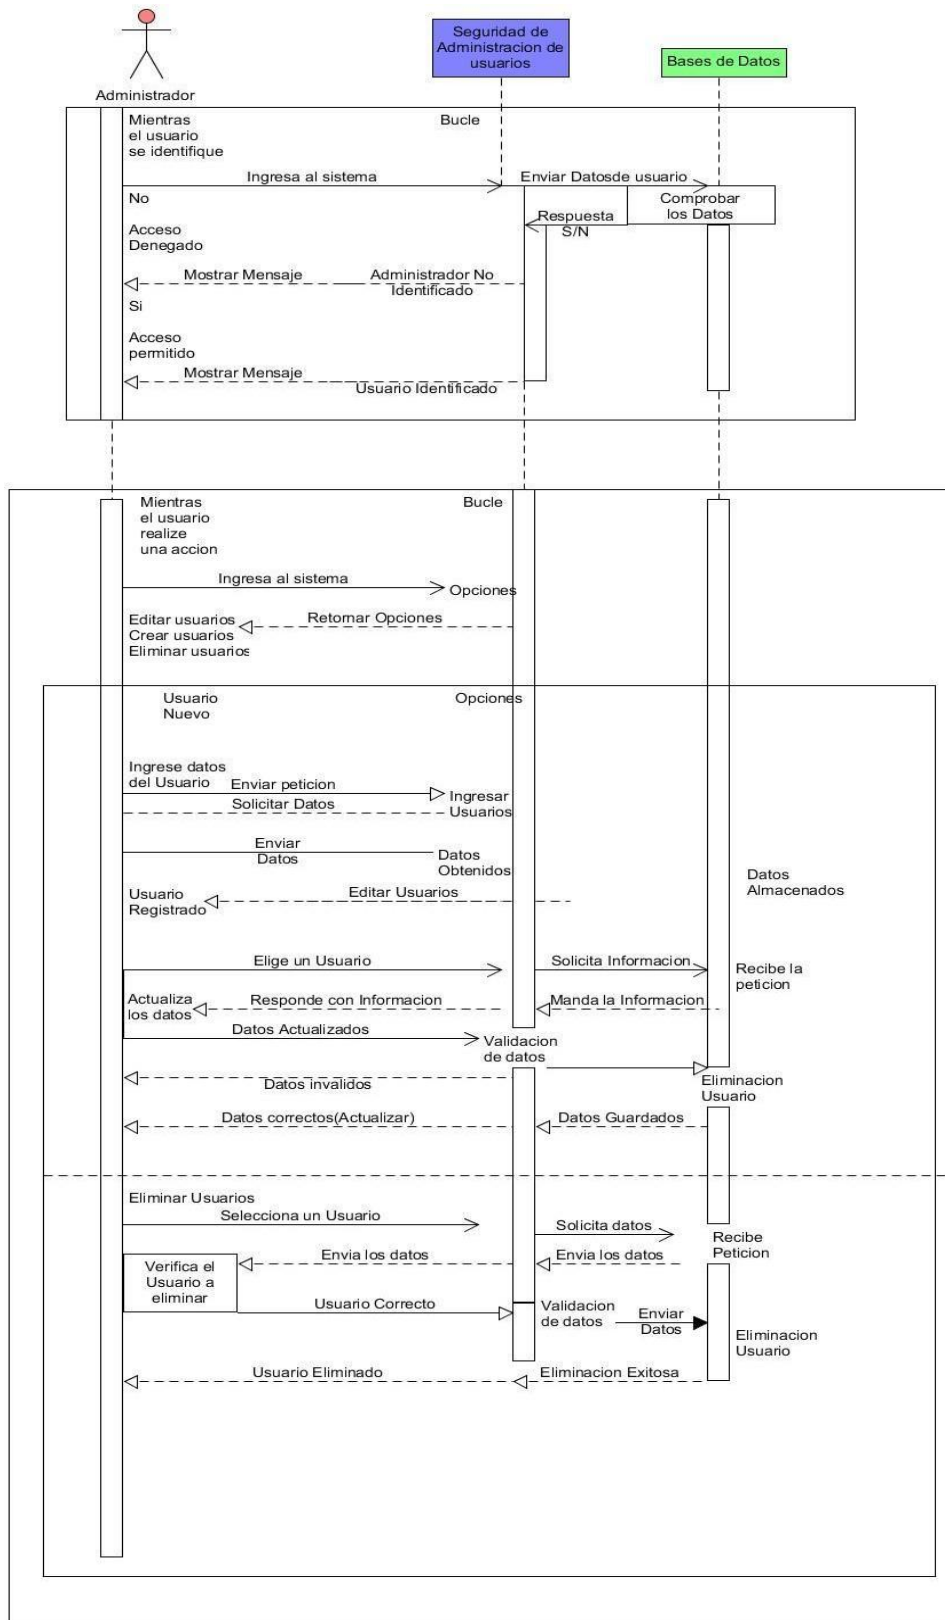 Seguridad de
Administracion de
usuarios
Bases de Datos
Administrador
Mientras
el usuario
se identifique
Bucle
Ingresa al sistema
Enviar Datosde usuario
No
Comprobar
los Datos
Respuesta
S/N
Acceso
Denegado
Mostrar Mensaje
Administrador No
Identificado
Si
Acceso
permitido
Mostrar Mensaje
Usuario Identificado
Mientras
el usuario
realize
una accion
Bucle
Ingresa al sistema
Opciones
Editar usuarios
Crear usuarios
Eliminar usuarios
Retornar Opciones
Usuario
Nuevo
Opciones
Ingrese datos
del Usuario
Enviar peticion
Ingresar
Usuarios
Solicitar Datos
Enviar
Datos
Datos
Obtenidos
Datos
Almacenados
Usuario
Registrado
Editar Usuarios
Elige un Usuario
Solicita Informacion
Recibe la
peticion
Actualiza
los datos
Responde con Informacion
Manda la Informacion
Datos Actualizados
Validacion
de datos
Datos invalidos
Eliminacion
Usuario
Datos correctos(Actualizar)
Datos Guardados
Eliminar Usuarios
Selecciona un Usuario
Solicita datos
Recibe
Peticion
Verifica el
Usuario a
eliminar
Envia los datos
Envia los datos
Usuario Correcto
Validacion
de datos
Enviar
Datos
Eliminacion
Usuario
Usuario Eliminado
Eliminacion Exitosa